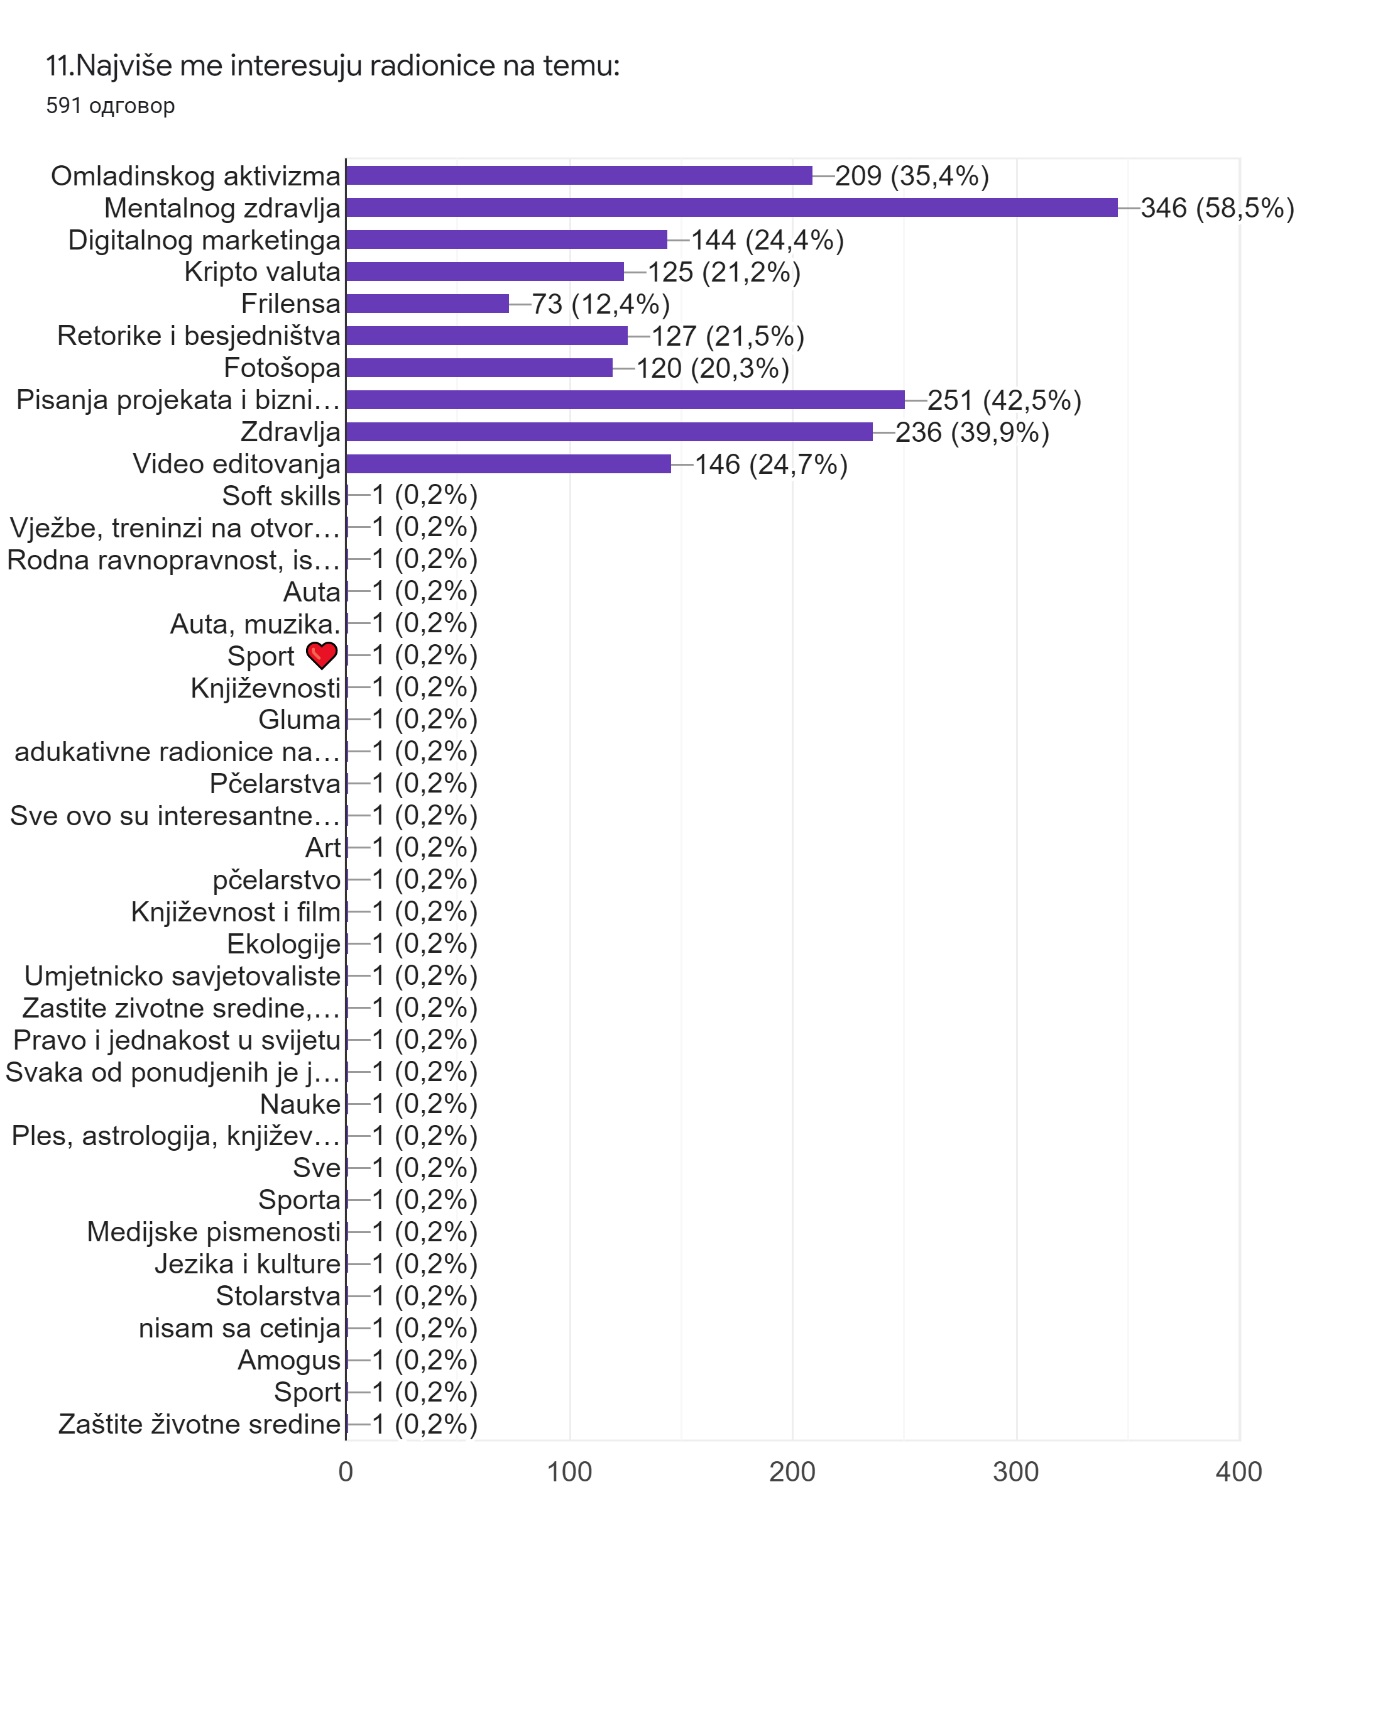 11.Najviše me interesuju radionice na temu:
591 одговор
Omladinskog aktivizma 209 (35,4%)
Mentalnog zdravlja 346 (58,5%)
Digitalnog marketinga 144 (24,4%)
Kripto valuta 125 (21,2%)
Frilensa 73 (12,4%)
Retorike i besjedništva 127 (21,5%)
Fotošopa 120 (20,3%)
Pisanja projekata i bizni… 251 (42,5%)
Zdravlja 236 (39,9%)
Video editovanja 146 (24,7%)
Soft skills 1 (0,2%)
Vježbe, treninzi na otvor… 1 (0,2%)
Rodna ravnopravnost, is… 1 (0,2%)
Auta 1 (0,2%)
Auta, muzika. 1 (0,2%)
Sport ❤️ 1 (0,2%)
Književnosti 1 (0,2%)
Gluma 1 (0,2%)
adukativne radionice na… 1 (0,2%)
Pčelarstva 1 (0,2%)
Sve ovo su interesantne… 1 (0,2%)
Art 1 (0,2%)
pčelarstvo 1 (0,2%)
Književnost i film 1 (0,2%)
Ekologije 1 (0,2%)
Umjetnicko savjetovaliste 1 (0,2%)
Zastite zivotne sredine,… 1 (0,2%)
Pravo i jednakost u svijetu 1 (0,2%)
Svaka od ponudjenih je j… 1 (0,2%)
Nauke 1 (0,2%)
Ples, astrologija, književ… 1 (0,2%)
Sve 1 (0,2%)
Sporta 1 (0,2%)
Medijske pismenosti 1 (0,2%)
Jezika i kulture 1 (0,2%)
Stolarstva 1 (0,2%)
nisam sa cetinja 1 (0,2%)
Amogus 1 (0,2%)
Sport 1 (0,2%)
Zaštite životne sredine 1 (0,2%)
0 100 200 300 400